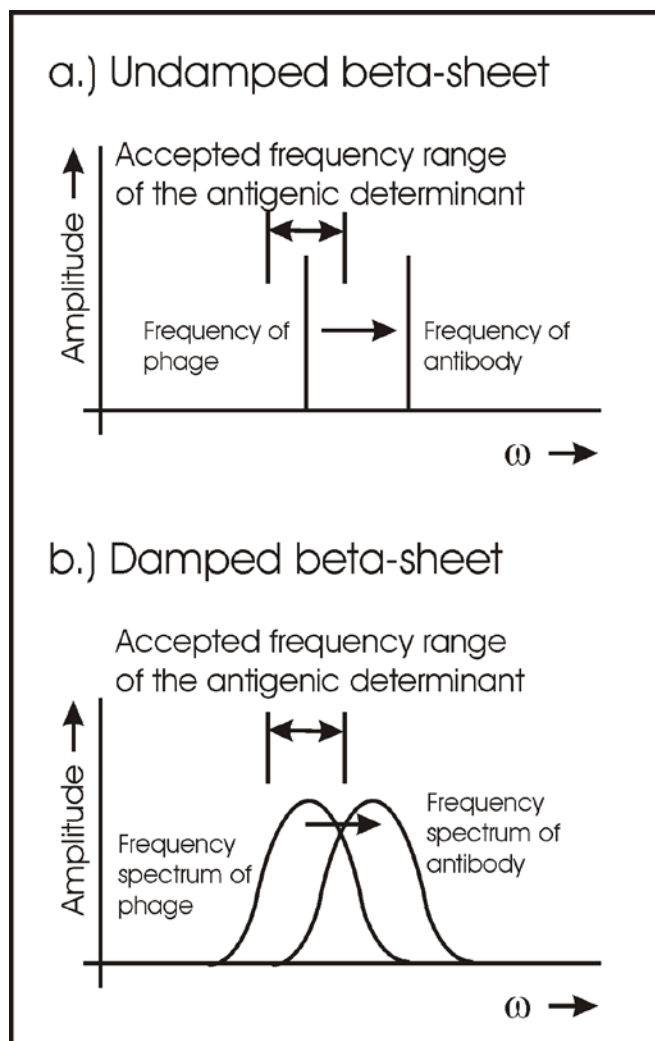 a.) Undamped beta-sheet
Accepted frequency range
of the antigenic determinant
Amplitude
Frequency of
phage
Frequency of
antibody
ω
b.) Damped beta-sheet
Accepted frequency range
of the antigenic determinant
Amplitude
Frequency
spectrum of
phage
Frequency
spectrum of
antibody
ω